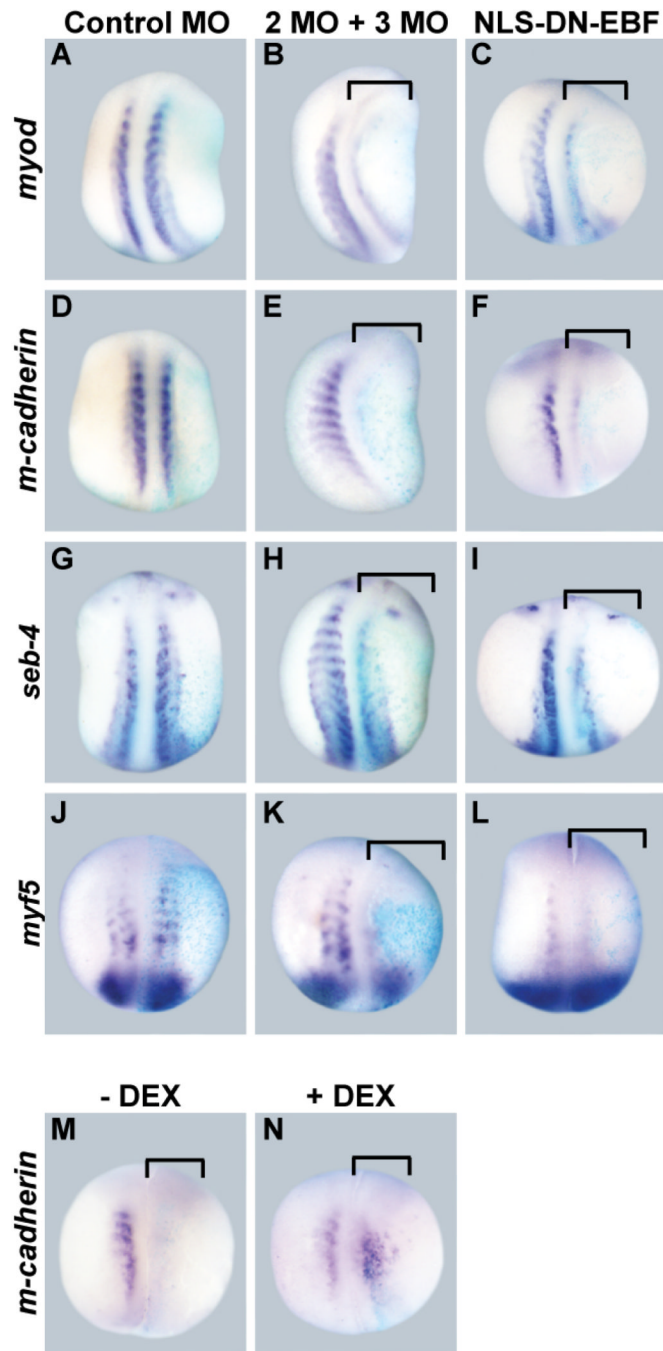 Control MO 2 MO + 3 MO NLS-DN-EBF
A B C
myod
D E F
m-cadherin
G H I
seb-4
J K L
myf5
- DEX + DEX
M N
m-cadherin